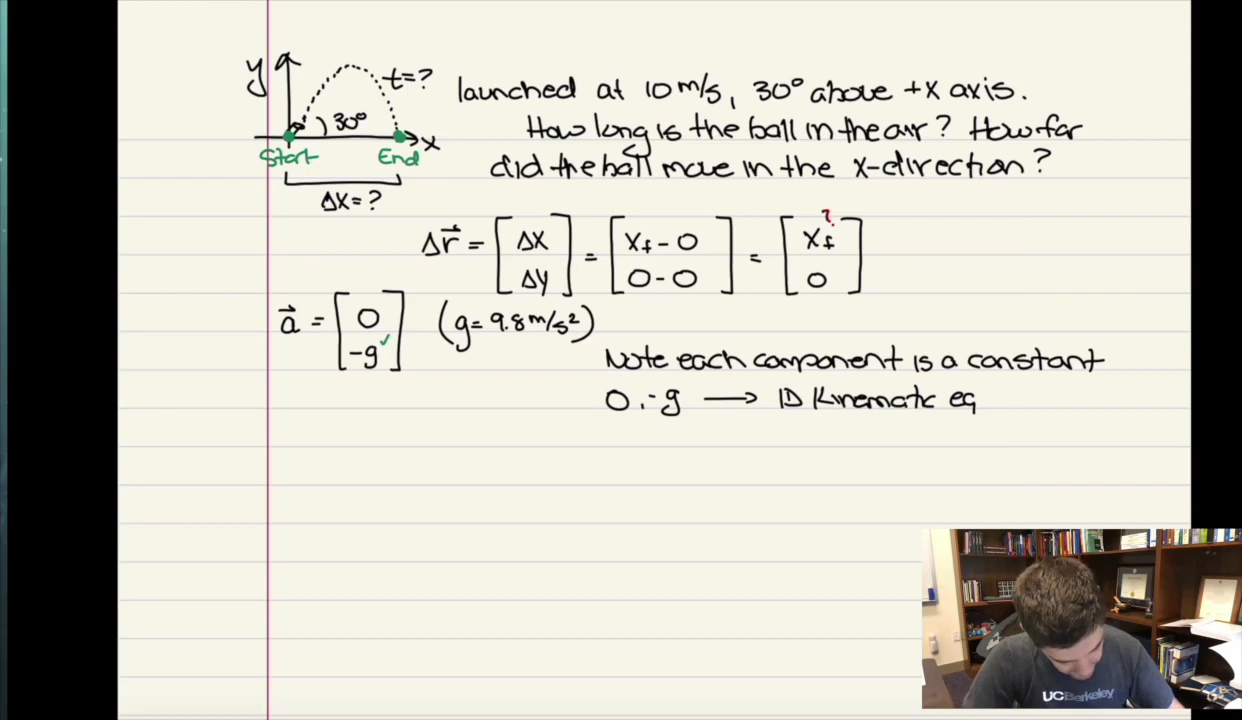 y
t=?
30°
x
Start End
Δx=?
launched at 10 m/s, 30° above +x axis.
How long is the ball in the air? How far
did the ball move in the x-direction?
Δr⃗ = [Δx Δy] = [xf - 0 0 - 0] = [xf 0]
?
a⃗ = [0 -g✓] (g= 9.8 m/s²)
Note each component is a constant
0, -g → 1D Kinematic eq
UC Berkeley